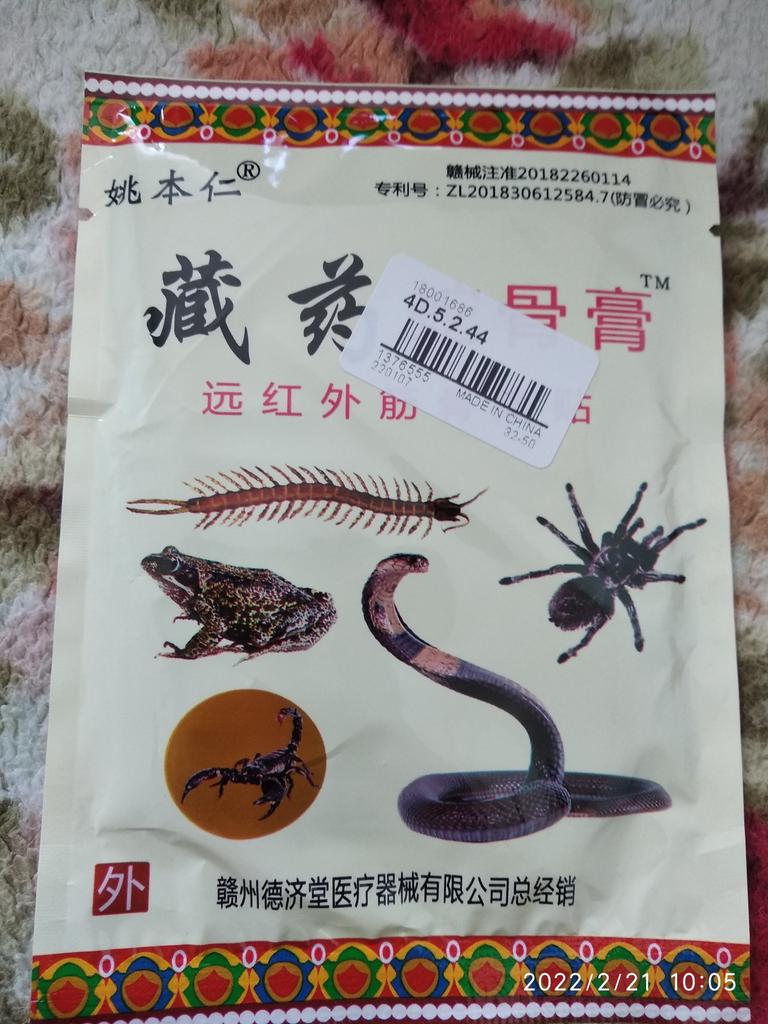 姚本仁®
赣械注准20182260114
专利号：ZL201830612584.7(防冒必究)
藏药 骨膏™
18001686
4D.5.2.44
1376555
220107
MADE IN CHINA
32-50
远红外筋 贴
外
赣州德济堂医疗器械有限公司总经销
2022/2/21 10:05